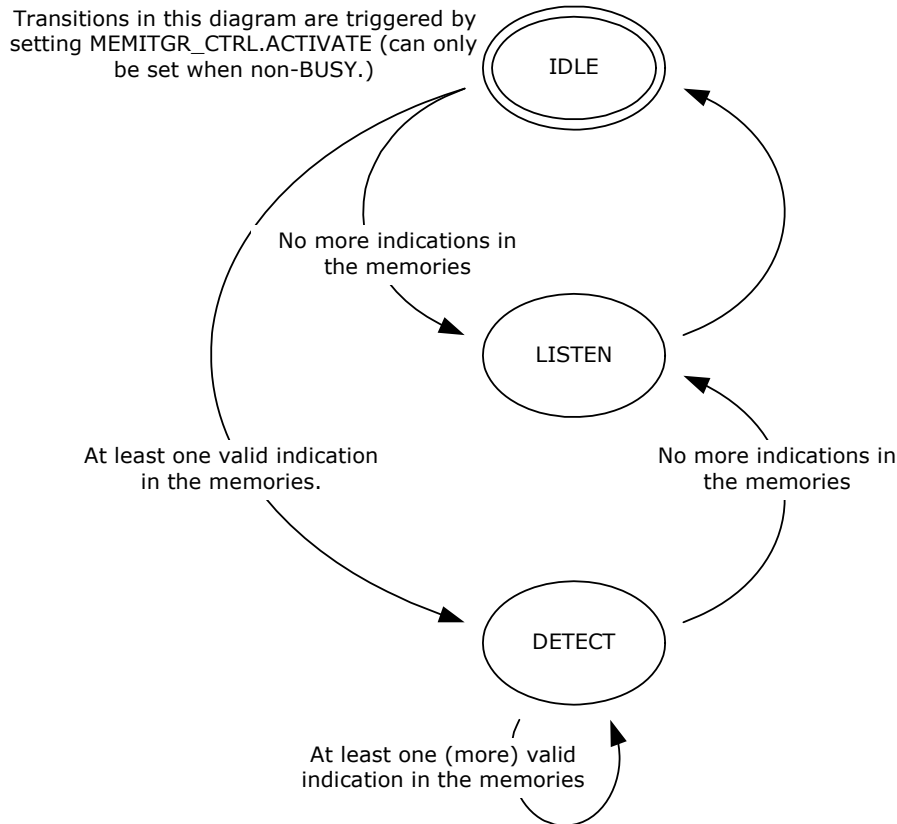 Transitions in this diagram are triggered by
setting MEMITGR_CTRL.ACTIVATE (can only
be set when non-BUSY.)
IDLE
No more indications in
the memories
LISTEN
At least one valid indication
in the memories.
No more indications in
the memories
DETECT
At least one (more) valid
indication in the memories